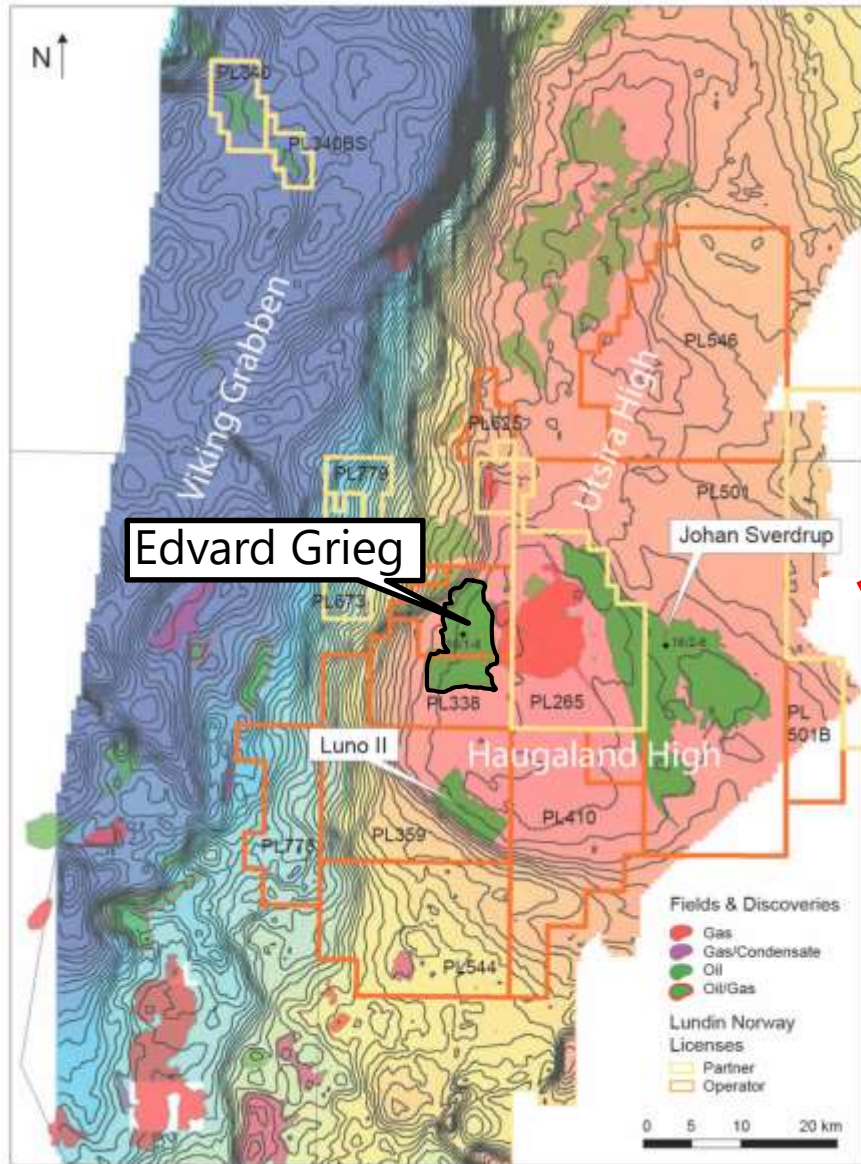 N
PL340
PL340BS
Viking Grabben
PL546
Utsira High
PL625
PL779
PL501
Johan Sverdrup
Edvard Grieg
PL673
PL338
PL265
PL
501B
Luno II
Haugaland High
PL359
PL410
PL778
PL544
Fields & Discoveries
Gas
Gas/Condensate
Oil
Oil/Gas
Lundin Norway
Licenses
Partner
Operator
0 5 10 20 km